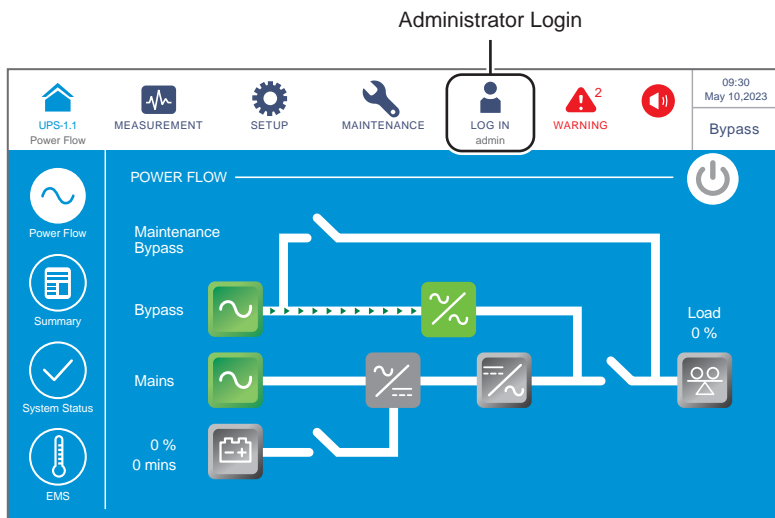 Administrator Login
UPS-1.1
Power Flow
MEASUREMENT
SETUP
MAINTENANCE
LOG IN
admin
2
WARNING
09:30
May 10,2023
Bypass
Power Flow
Summary
System Status
EMS
POWER FLOW
Maintenance
Bypass
Bypass
Mains
0 %
0 mins
Load
0 %